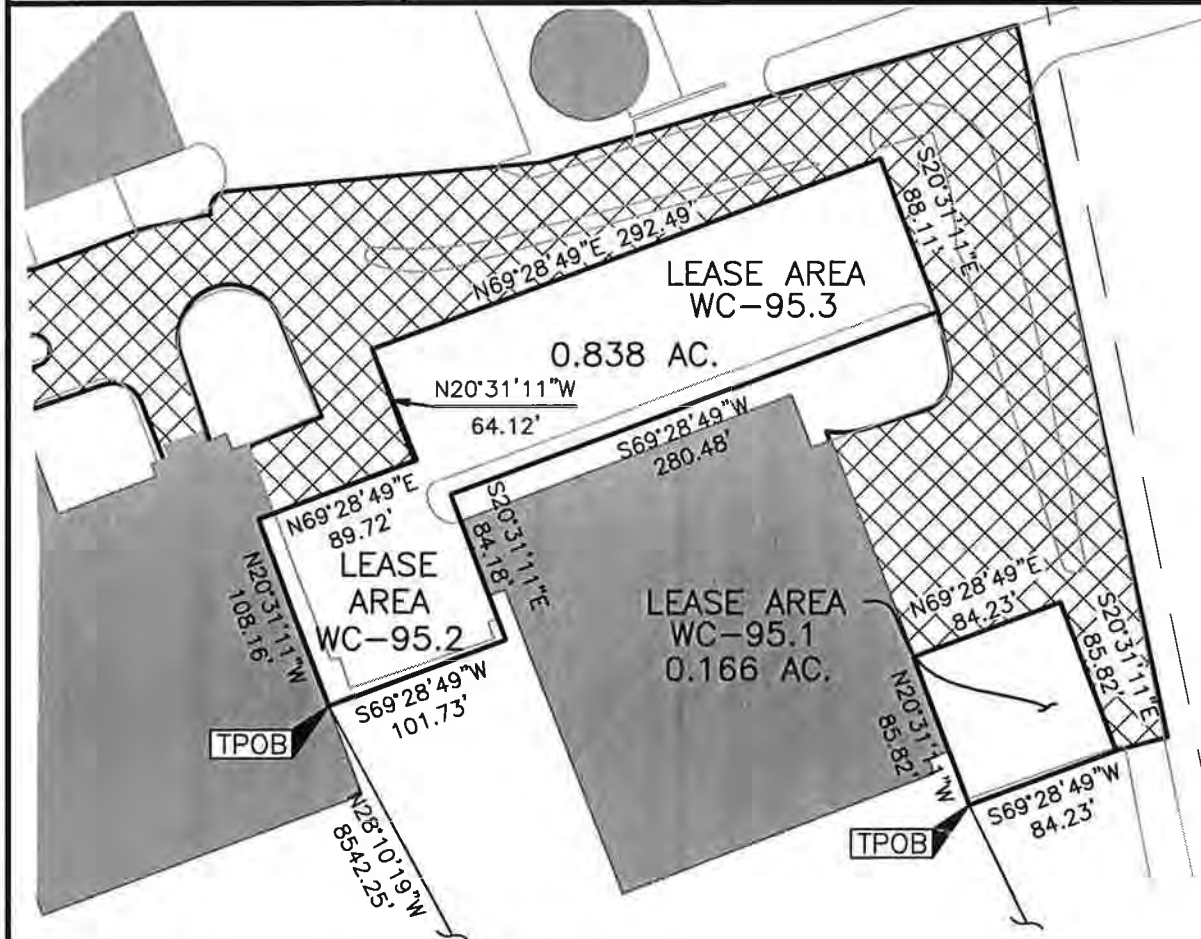 S20°31'11"E
88.11'
N69°28'49"E, 292.49"
LEASE AREA
WC-95.3
0.838 AC.
N20°31'11"W
64.12'
S69°28'49"W
280.48'
N69°28'49"E
89.72'
S20°31'11"E
84.18'
LEASE
AREA
WC-95.2
N20°31'11"W
108.16'
S69°28'49"W
101.73'
TPOB
N28°10'19"W
8542.25'
LEASE AREA
WC-95.1
0.166 AC.
N69°28'49"E,
84.23'
S20°31'11"E
85.82'
N20°31'11"W
85.82'
S69°28'49"W
84.23'
TPOB